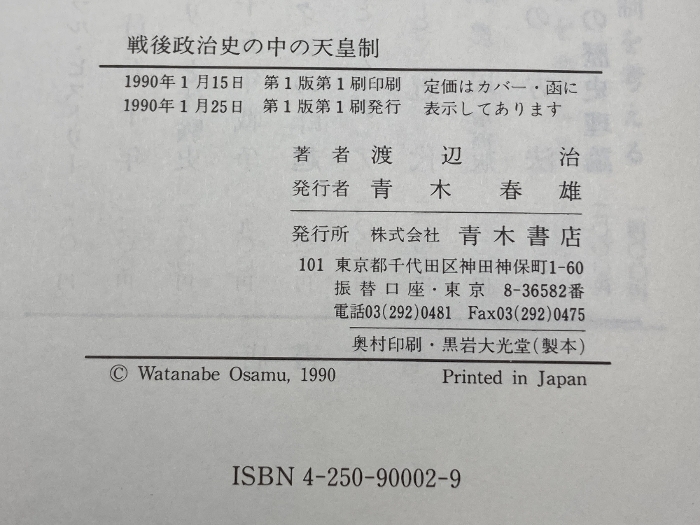 戦後政治史の中の天皇制
1990年1月15日 第1版第1刷印刷 定価はカバー・函に
1990年1月25日 第1版第1刷発行 表示してあります
著者 渡辺治
発行者 青木春雄
発行所 株式会社 青木書店
101 東京都千代田区神田神保町1-60
振替口座・東京 8-36582番
電話03(292)0481 Fax03(292)0475
奥村印刷・黒岩大光堂(製本)
© Watanabe Osamu, 1990 Printed in Japan
ISBN 4-250-90002-9